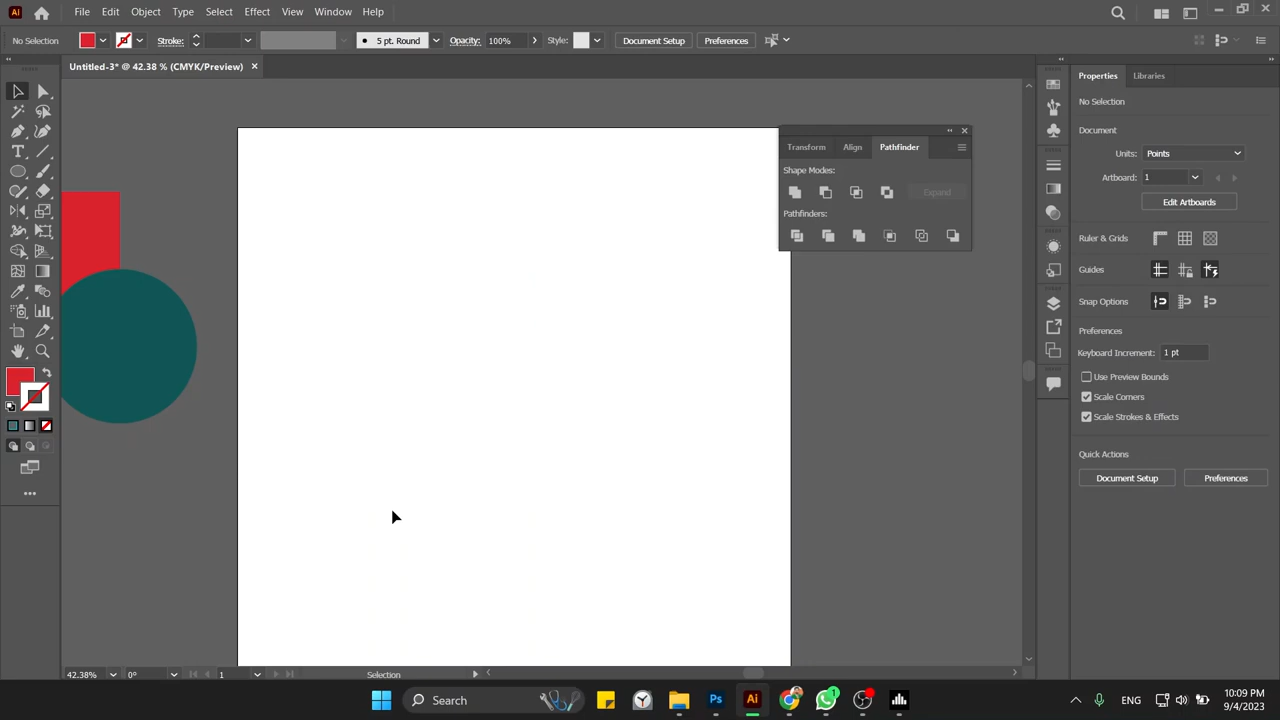 Ai File Edit Object Type Select Effect View Window Help
No Selection Stroke: 5 pt. Round Opacity: 100% Style: Document Setup Preferences
Untitled-3* @ 42.38 % (CMYK/Preview)
Properties Libraries
No Selection
Document
Units: Points
Artboard: 1
Edit Artboards
Ruler & Grids
Guides
Snap Options
Preferences
Keyboard Increment: 1 pt
Use Preview Bounds
Scale Corners
Scale Strokes & Effects
Quick Actions
Document Setup Preferences
Transform Align Pathfinder
Shape Modes:
Expand
Pathfinders:
42.38% 0° 1 Selection
Search Ps Ai 1 ENG 10:09 PM
9/4/2023